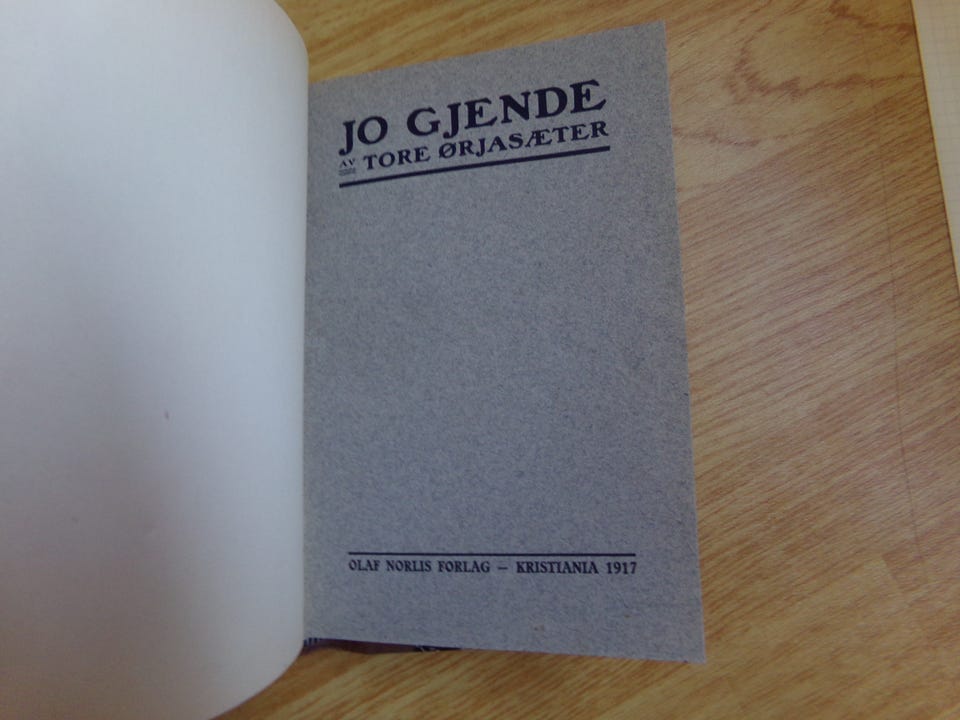 JO GJENDE
AV TORE ØRJASÆTER
OLAF NORLIS FORLAG — KRISTIANIA 1917